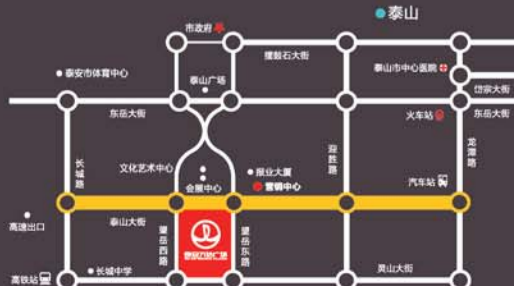 泰山
市政府
擂鼓石大街
泰安市体育中心
泰山广场
泰山市中心医院
岱宗大街
东岳大街
火车站
东岳大街
长城路
文化艺术中心
报业大厦
迎胜路
龙潭路
会展中心
营销中心
汽车站
泰山大街
高速出口
望岳西路
望岳东路
长城中学
高铁站
灵山大街